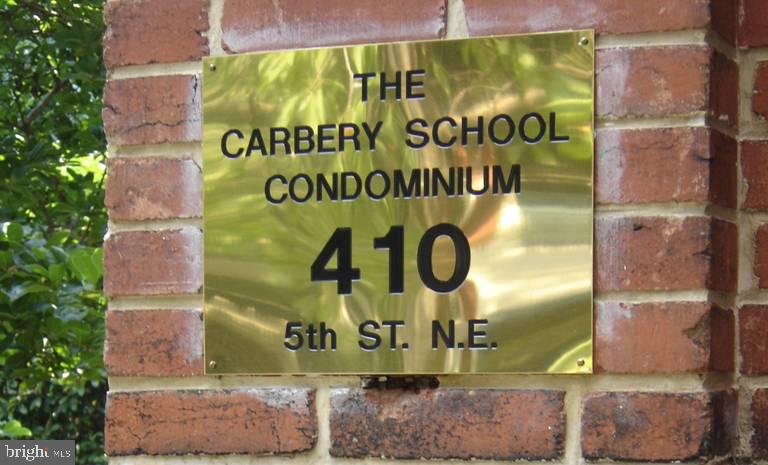 THE
CARBERY SCHOOL
CONDOMINIUM
410
5th ST. N.E.
bright MLS